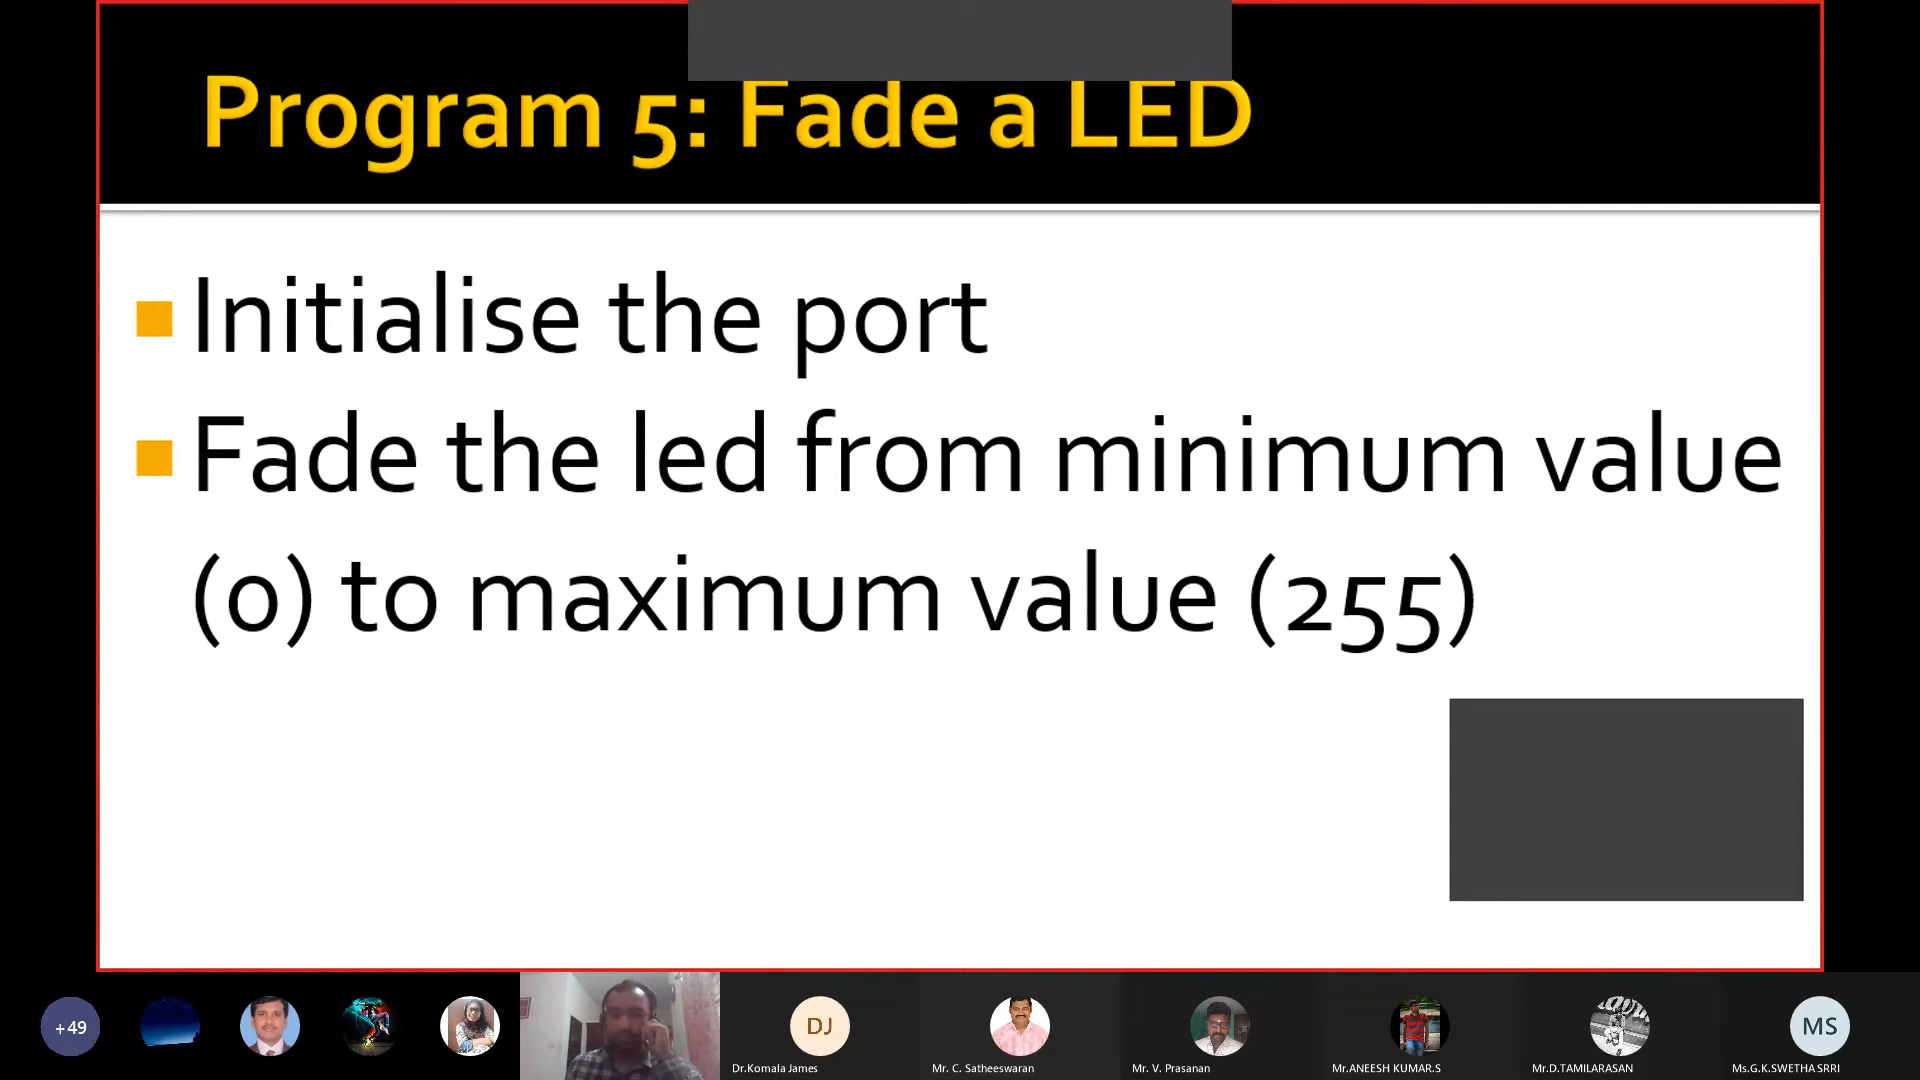 Program 5: Fade a LED
Initialise the port
Fade the led from minimum value
(0) to maximum value (255)
+49
DJ
MS
Dr.Komala James
Mr. C. Satheeswaran
Mr. V. Prasanan
Mr.ANEESH KUMAR.S
Mr.D.TAMILARASAN
Ms.G.K.SWETHA SRRI